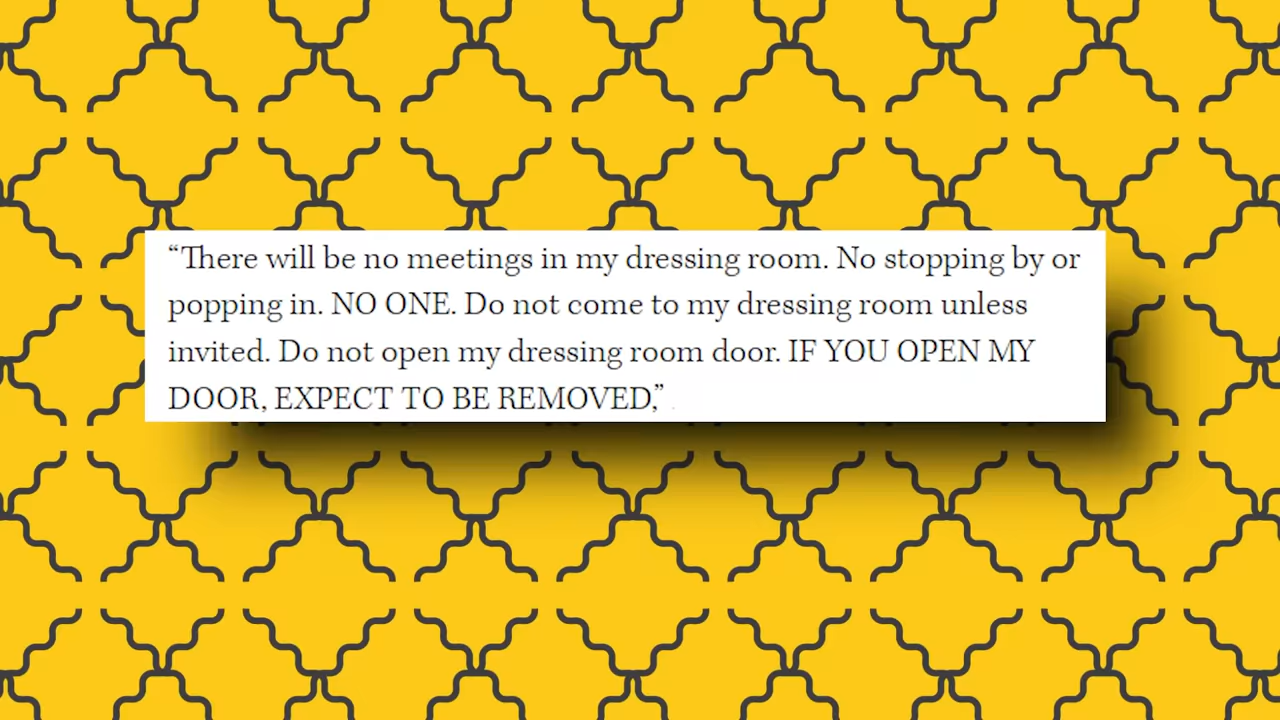 “There will be no meetings in my dressing room. No stopping by or
popping in. NO ONE. Do not come to my dressing room unless
invited. Do not open my dressing room door. IF YOU OPEN MY
DOOR, EXPECT TO BE REMOVED,”